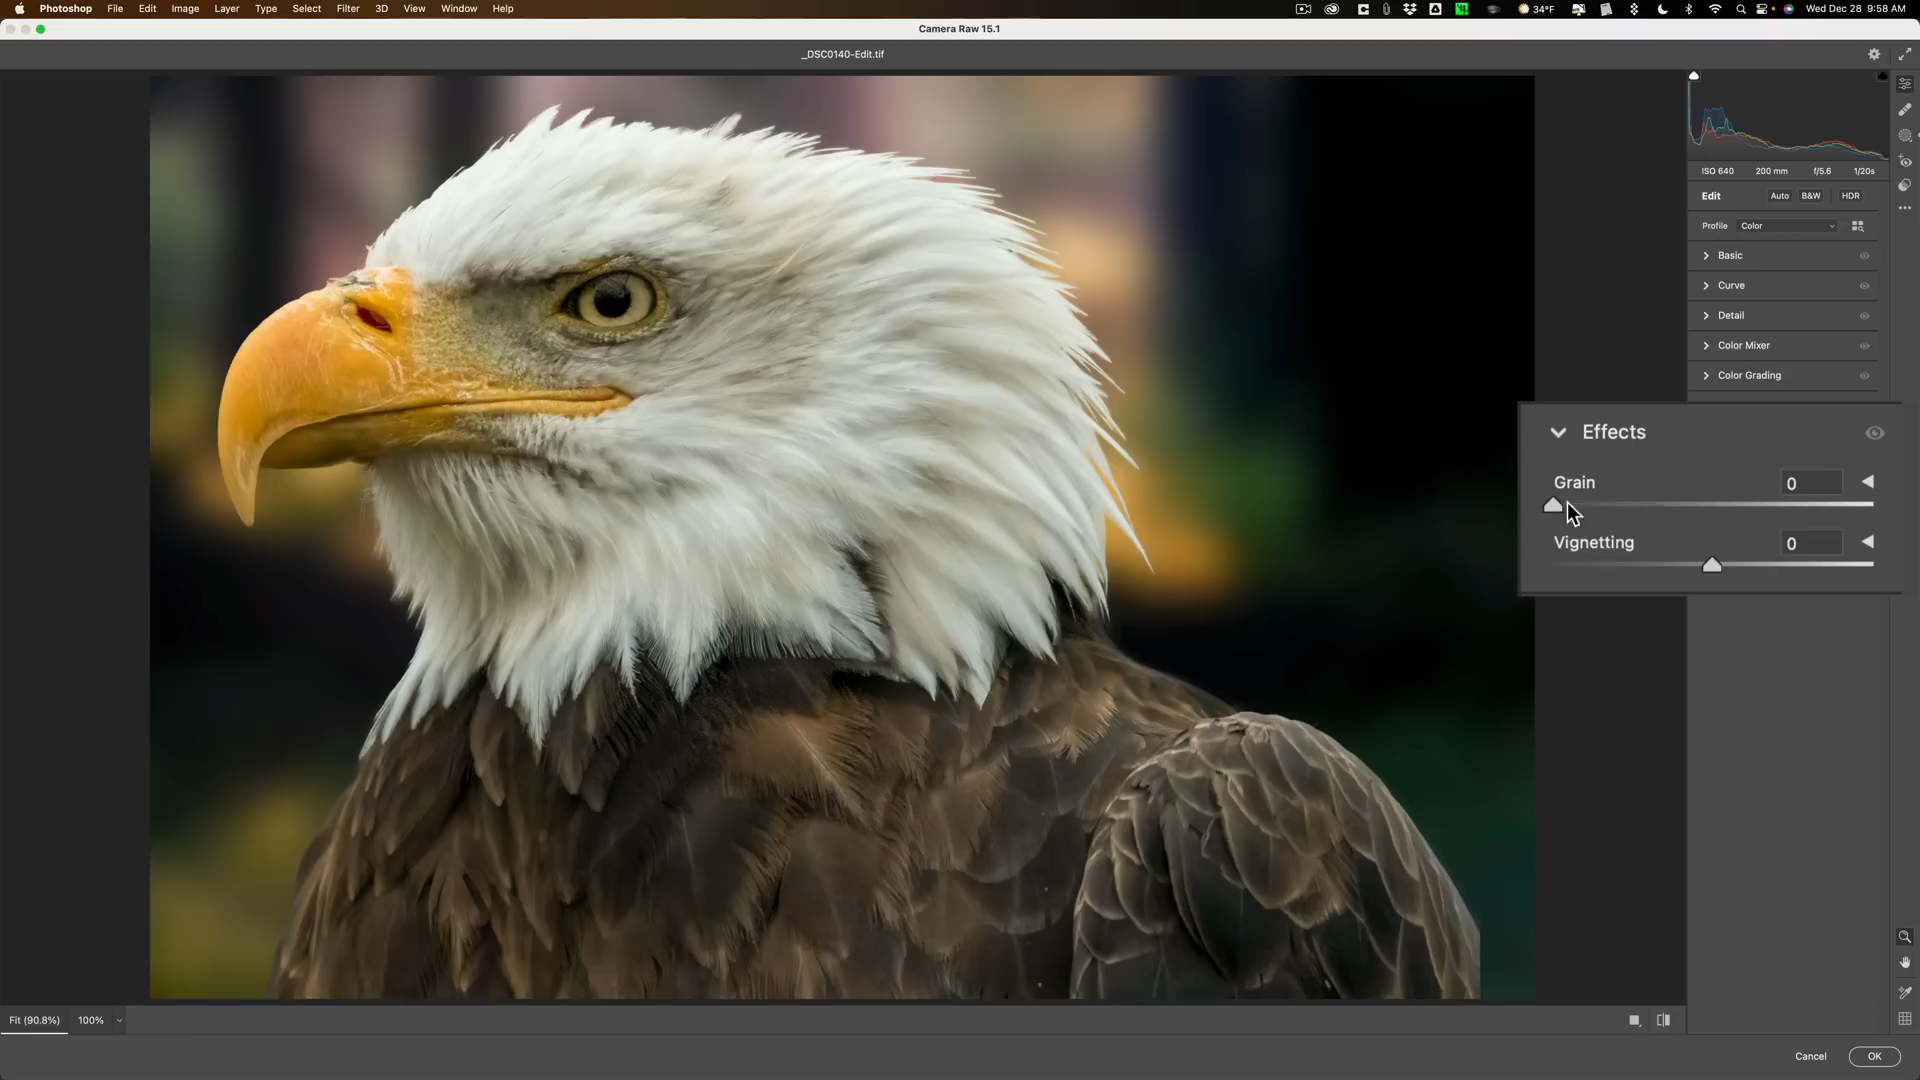 Photoshop File Edit Image Layer Type Select Filter 3D View Window Help 34°F Wed Dec 28 9:58 AM
Camera Raw 15.1
_DSC0140-Edit.tif
ISO 640 200 mm f/5.6 1/20s
Edit Auto B&W HDR
Profile Color
Basic
Curve
Detail
Color Mixer
Color Grading
Effects
Grain 0
Vignetting 0
Fit (90.8%) 100%
Cancel OK